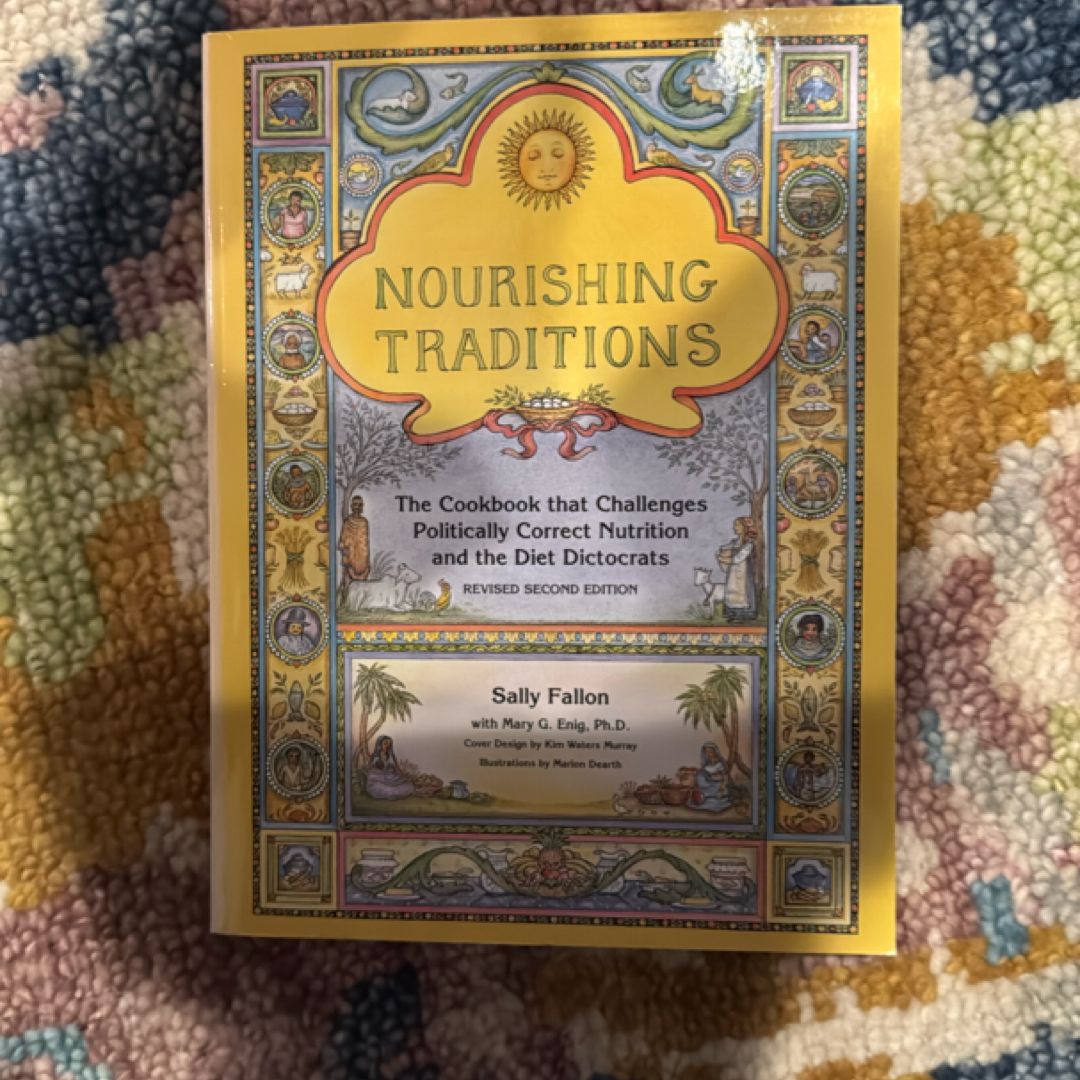 NOURISHING
TRADITIONS
The Cookbook that Challenges
Politically Correct Nutrition
and the Diet Dictocrats
REVISED SECOND EDITION
Sally Fallon
with Mary G. Enig, Ph.D.
Cover Design by Kim Waters Murray
Illustrations by Marion Dearth